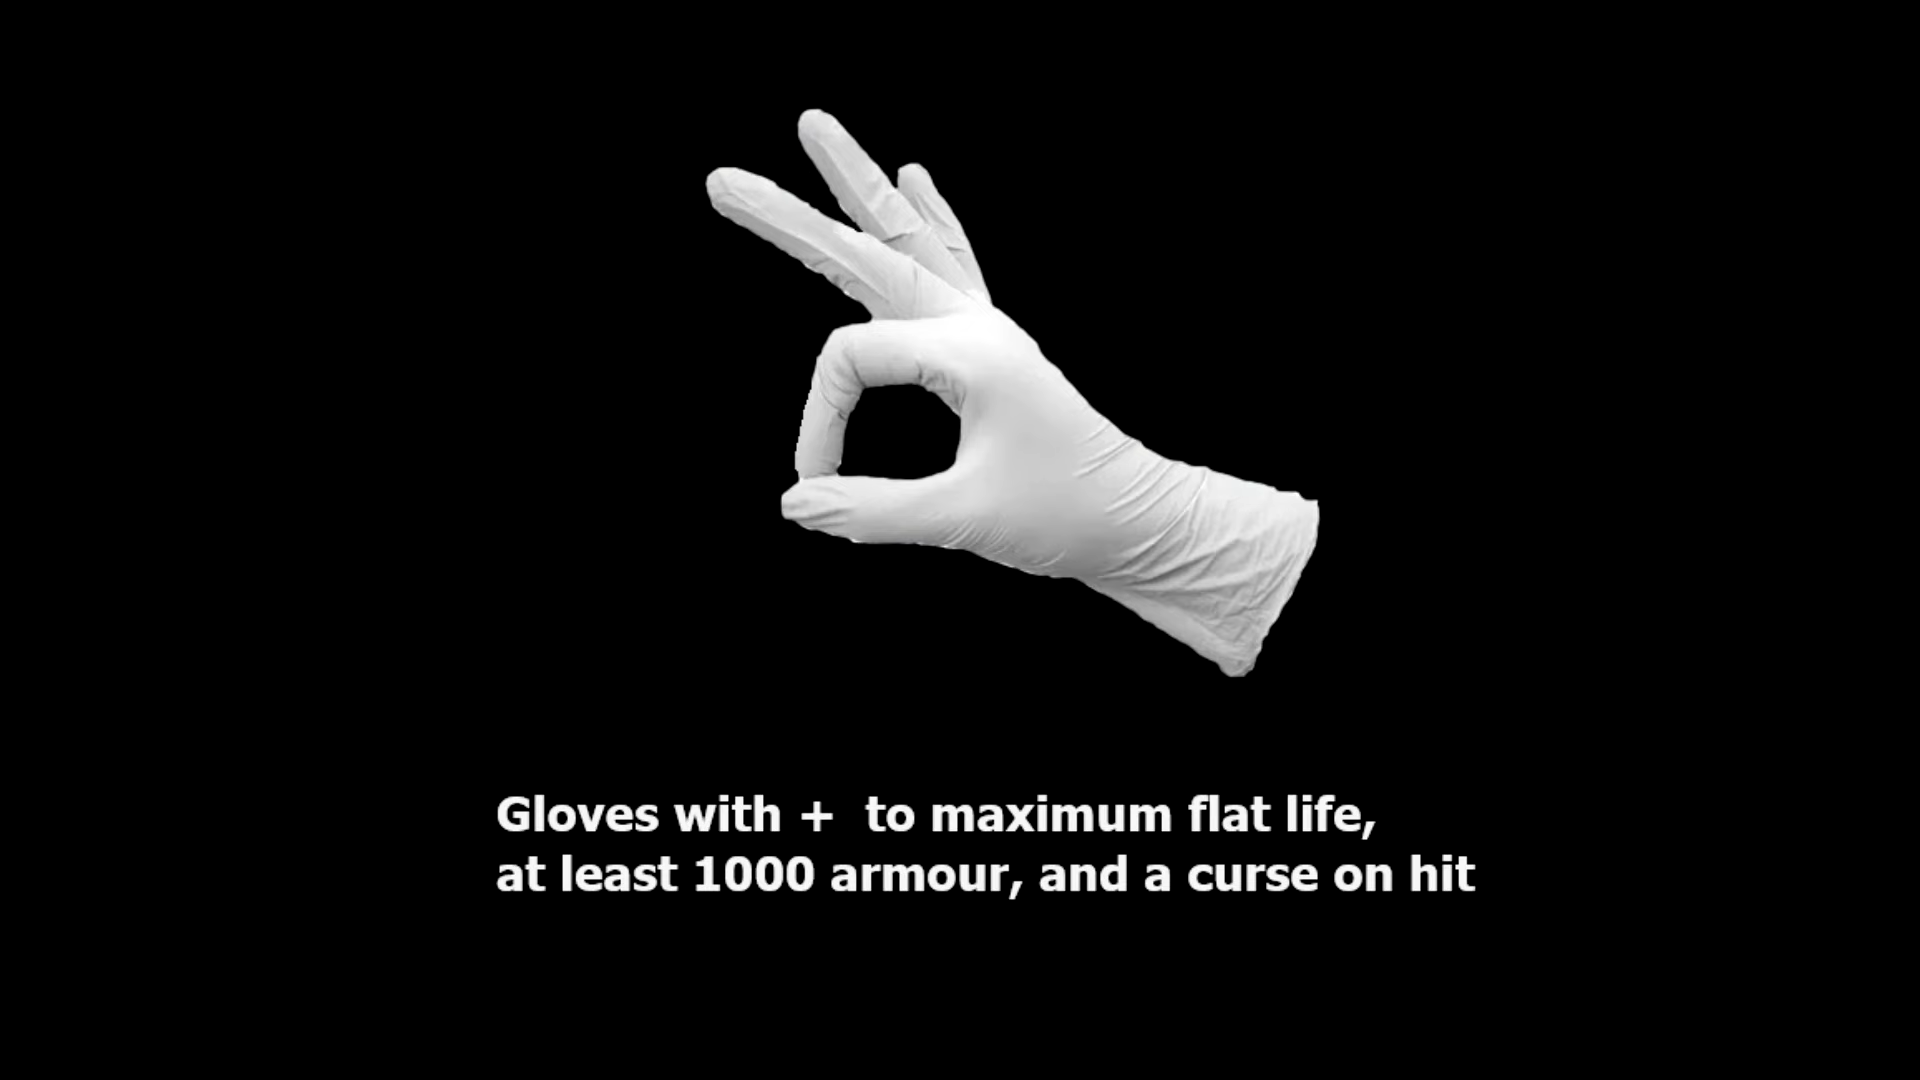 Gloves with +  to maximum flat life,
at least 1000 armour, and a curse on hit